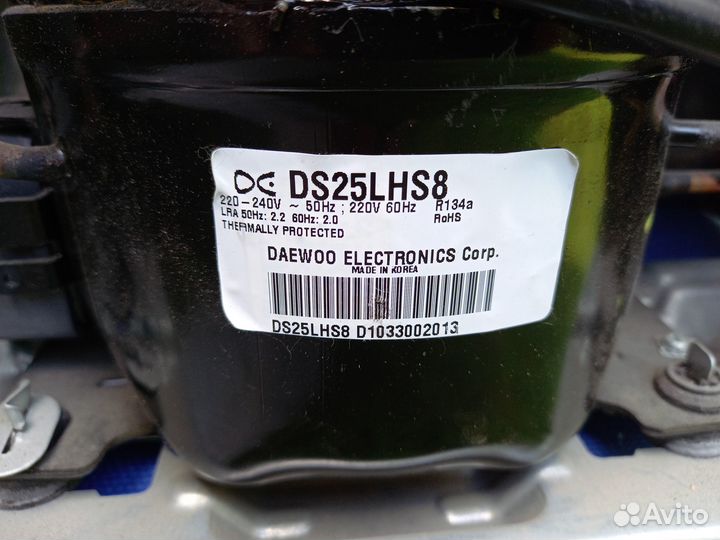 DS25LHS8
220-240V ~ 50Hz ; 220V 60Hz R134a
LRA 50Hz: 2.2 60Hz: 2.0 RoHS
THERMALLY PROTECTED
DAEWOO ELECTRONICS Corp.
MADE IN KOREA
DS25LHS8 D1033002013
Avito